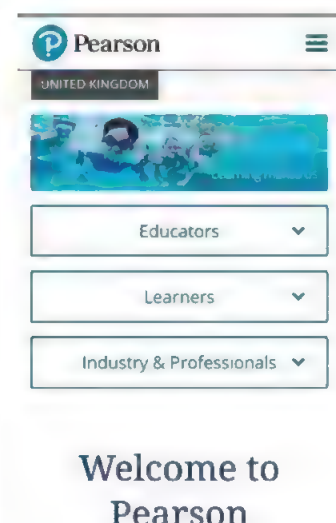 Pearson
UNITED KINGDOM
Educators
Learners
Industry & Professionals
Welcome to
Pearson